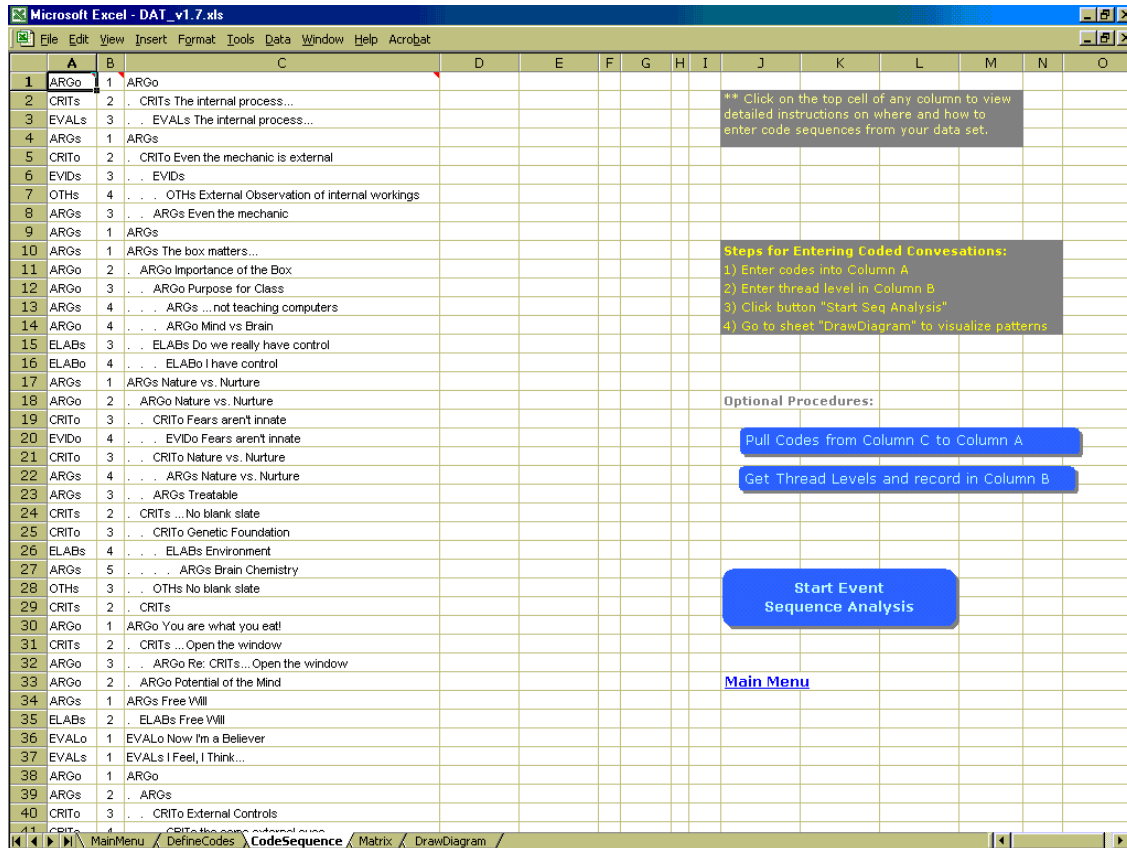 Microsoft Excel - DAT_v1.7.xls
File Edit View Insert Format Tools Data Window Help Acrobat
A B C D E F G H I J K L M N O
1 ARGo 1 ARGo
2 CRITs 2 . CRITs The internal process...
** Click on the top cell of any column to view
detailed instructions on where and how to
enter code sequences from your data set.
3 EVALs 3 . . EVALs The internal process...
4 ARGs 1 ARGs
5 CRITo 2 . CRITo Even the mechanic is external
6 EVIDs 3 . . EVIDs
7 OTHs 4 . . . OTHs External Observation of internal workings
8 ARGs 3 . . ARGs Even the mechanic
9 ARGs 1 ARGs
10 ARGs 1 ARGs The box matters...
Steps for Entering Coded Convesations:
11 ARGo 2 . ARGo Importance of the Box
1) Enter codes into Column A
12 ARGo 3 . . ARGo Purpose for Class
2) Enter thread level in Column B
13 ARGs 4 . . . ARGs ... not teaching computers
3) Click button "Start Seq Analysis"
14 ARGo 4 . . . ARGo Mind vs Brain
4) Go to sheet "DrawDiagram" to visualize patterns
15 ELABs 3 . . ELABs Do we really have control
16 ELABo 4 . . . ELABo I have control
17 ARGs 1 ARGs Nature vs. Nurture
18 ARGo 2 . ARGo Nature vs. Nurture
Optional Procedures:
19 CRITo 3 . . CRITo Fears aren't innate
20 EVIDo 4 . . . EVIDo Fears aren't innate
Pull Codes from Column C to Column A
21 CRITo 3 . . CRITo Nature vs. Nurture
22 ARGs 4 . . . ARGs Nature vs. Nurture
Get Thread Levels and record in Column B
23 ARGs 3 . . ARGs Treatable
24 CRITs 2 . CRITs ... No blank slate
25 CRITo 3 . . CRITo Genetic Foundation
26 ELABs 4 . . . ELABs Environment
27 ARGs 5 . . . . ARGs Brain Chemistry
28 OTHs 3 . . OTHs No blank slate
Start Event
Sequence Analysis
29 CRITs 2 . CRITs
30 ARGo 1 ARGo You are what you eat!
31 CRITs 2 . CRITs ... Open the window
32 ARGo 3 . . ARGo Re: CRITs... Open the window
33 ARGo 2 . ARGo Potential of the Mind
Main Menu
34 ARGs 1 ARGs Free Will
35 ELABs 2 . ELABs Free Will
36 EVALo 1 EVALo Now I'm a Believer
37 EVALs 1 EVALs I Feel, I Think...
38 ARGo 1 ARGo
39 ARGs 2 . ARGs
40 CRITo 3 . . CRITo External Controls
MainMenu DefineCodes CodeSequence Matrix DrawDiagram